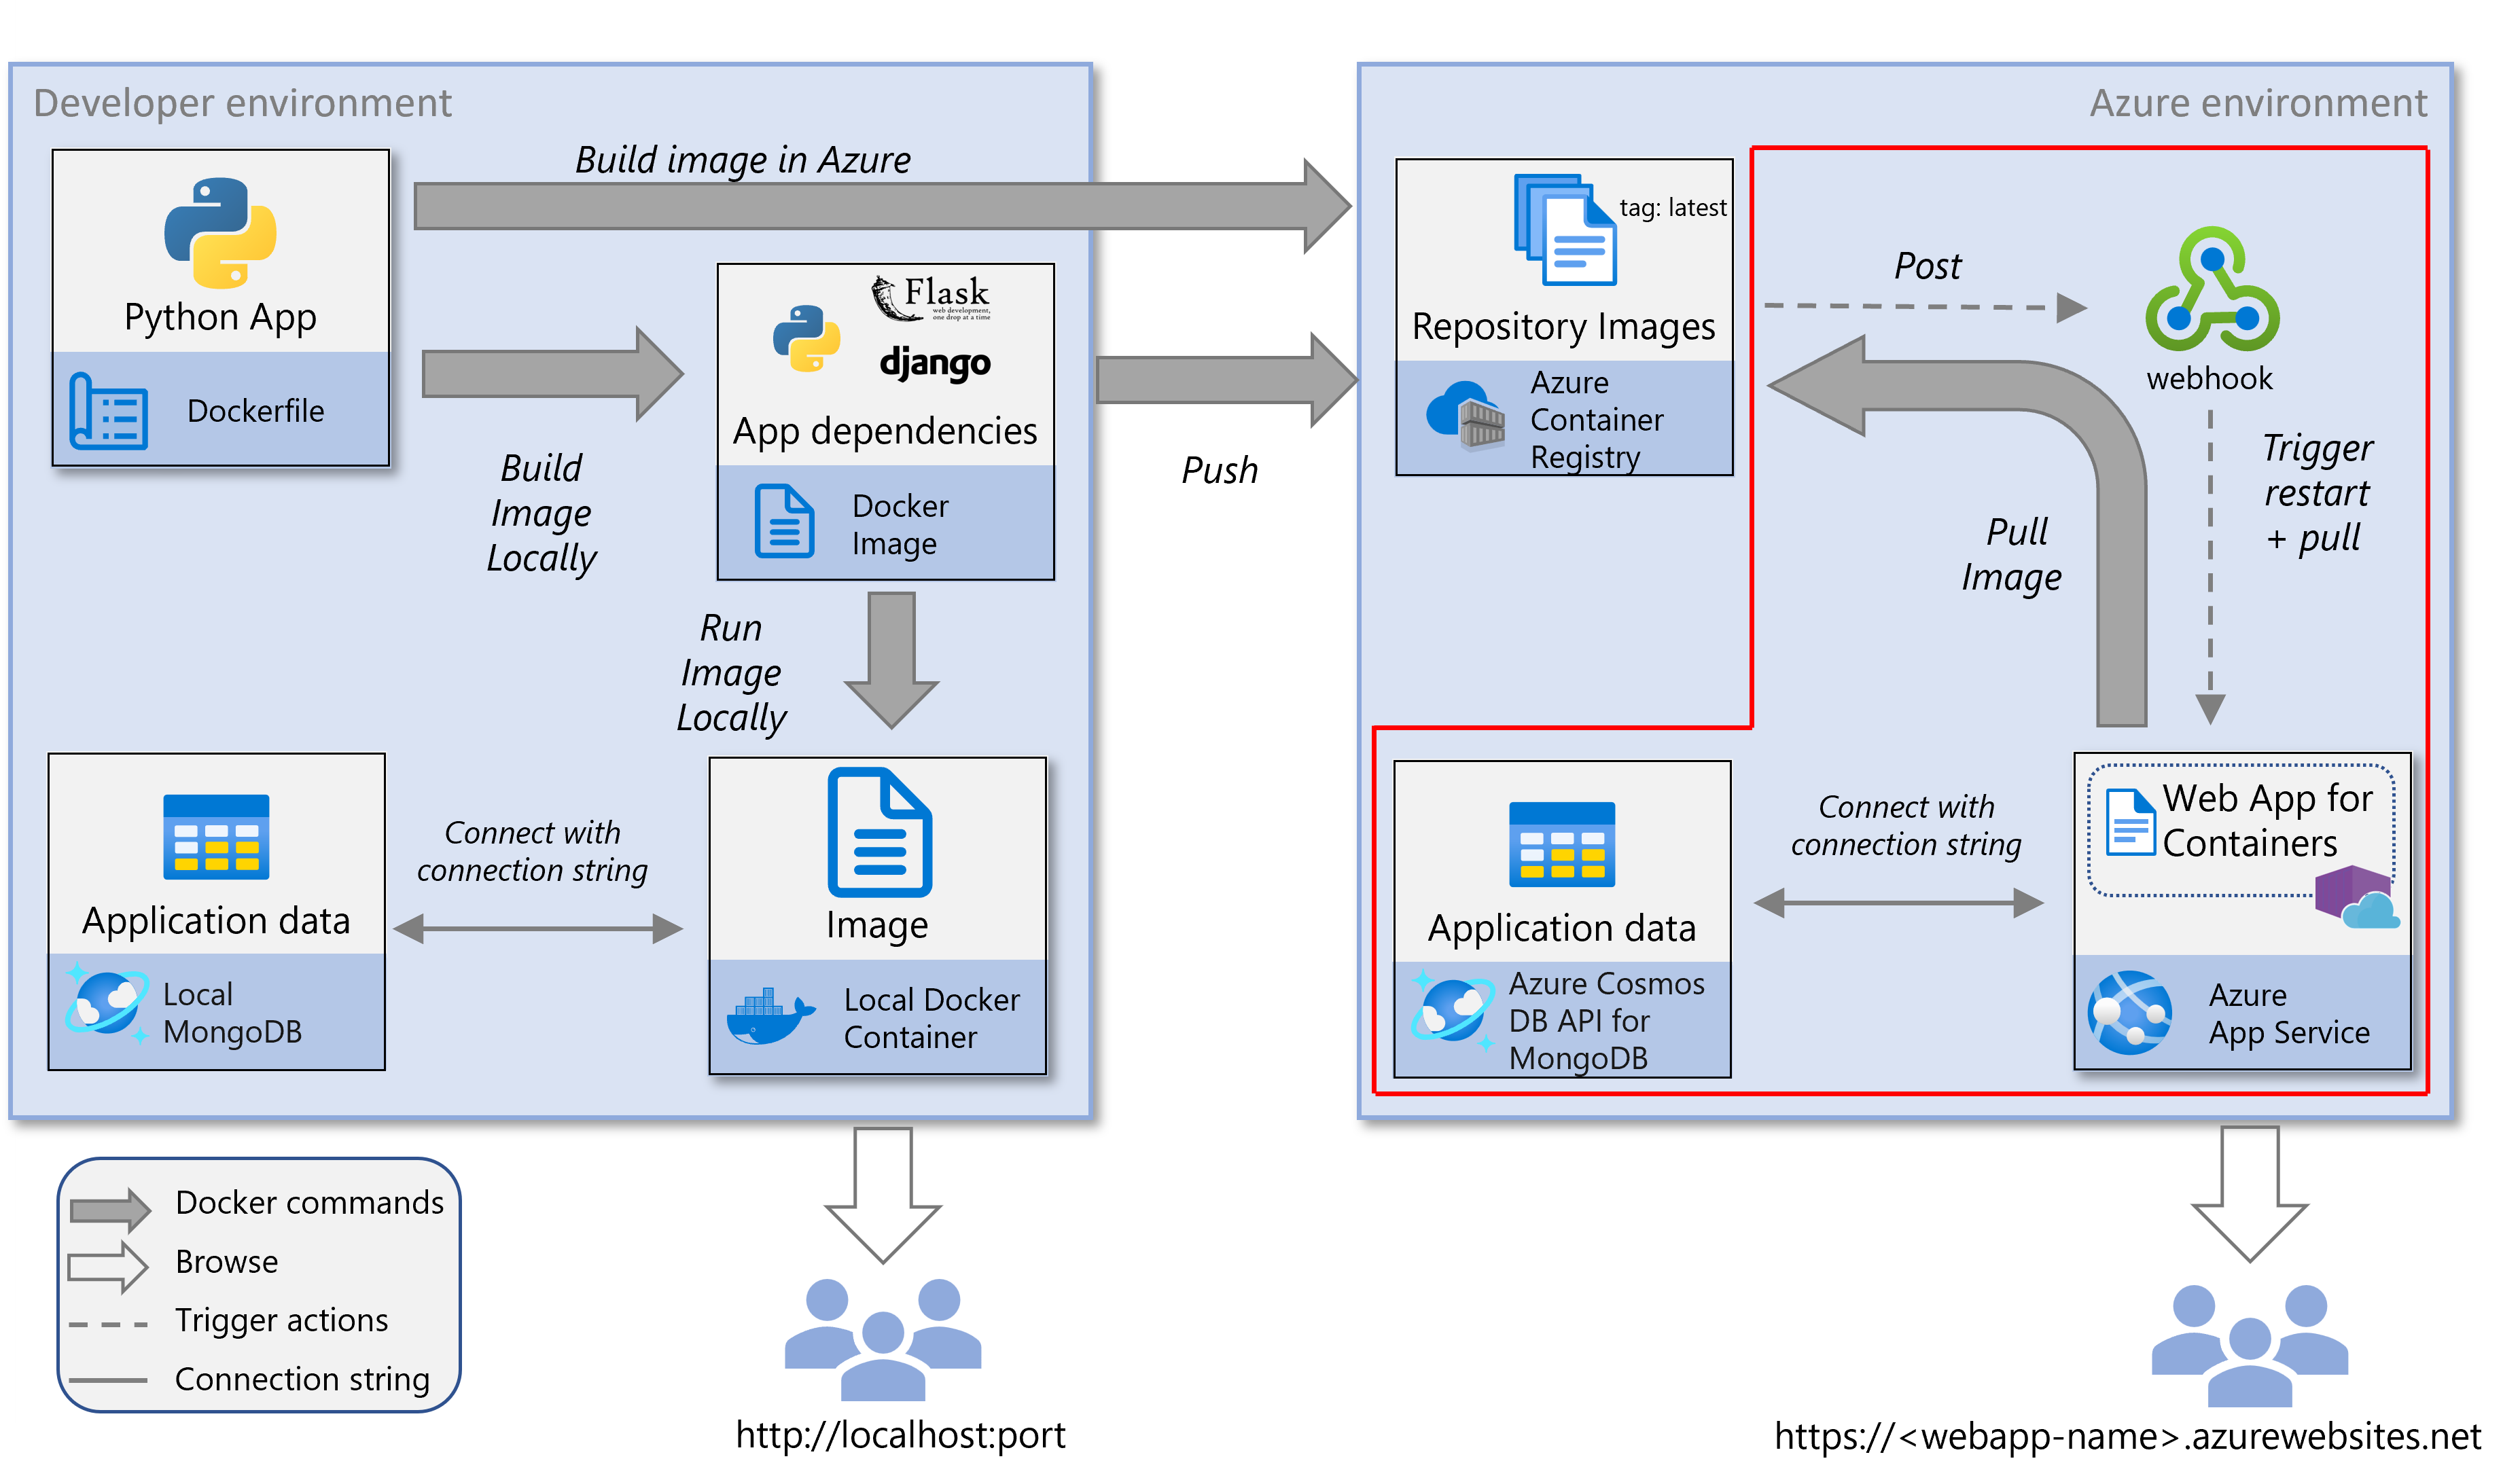 Developer environment
Azure environment
Build image in Azure
Python App
Dockerfile
Build
Image
Locally
Flask
web development,
one drop at a time
django
App dependencies
Docker
Image
Push
tag: latest
Repository Images
Azure
Container
Registry
Post
webhook
Trigger
restart
+ pull
Pull
Image
Run
Image
Locally
Application data
Local
MongoDB
Connect with
connection string
Image
Local Docker
Container
Application data
Azure Cosmos
DB API for
MongoDB
Connect with
connection string
Web App for
Containers
Azure
App Service
Docker commands
Browse
Trigger actions
Connection string
http://localhost:port
https://<webapp-name>.azurewebsites.net